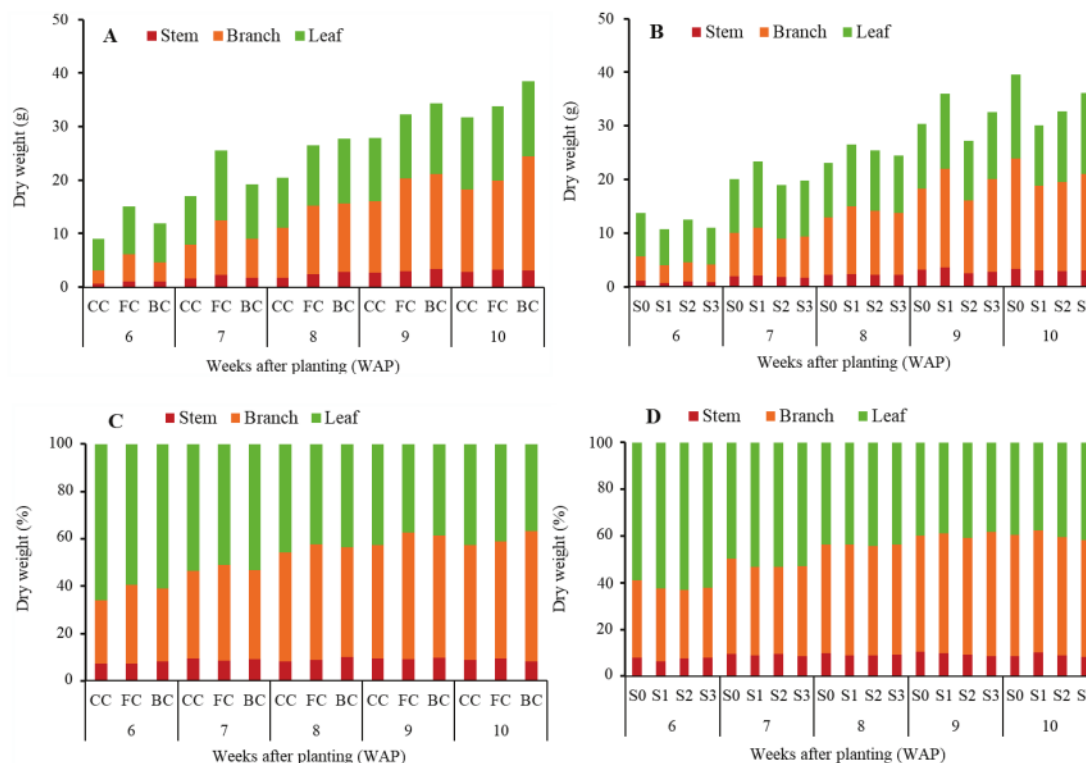 A
Stem Branch Leaf
Dry weight (g)
50
40
30
20
10
0
CC FC BC CC FC BC CC FC BC CC FC BC CC FC BC
6 7 8 9 10
Weeks after planting (WAP)
B
Stem Branch Leaf
Dry weight (g)
50
40
30
20
10
0
S0 S1 S2 S3 S0 S1 S2 S3 S0 S1 S2 S3 S0 S1 S2 S3 S0 S1 S2
6 7 8 9 10
Weeks after planting (WAP)
C
Stem Branch Leaf
Dry weight (%)
100
80
60
40
20
0
CC FC BC CC FC BC CC FC BC CC FC BC CC FC BC
6 7 8 9 10
Weeks after planting (WAP)
D
Stem Branch Leaf
Dry weight (%)
100
80
60
40
20
0
S0 S1 S2 S3 S0 S1 S2 S3 S0 S1 S2 S3 S0 S1 S2 S3 S0 S1 S2 S3
6 7 8 9 10
Weeks after planting (WAP)